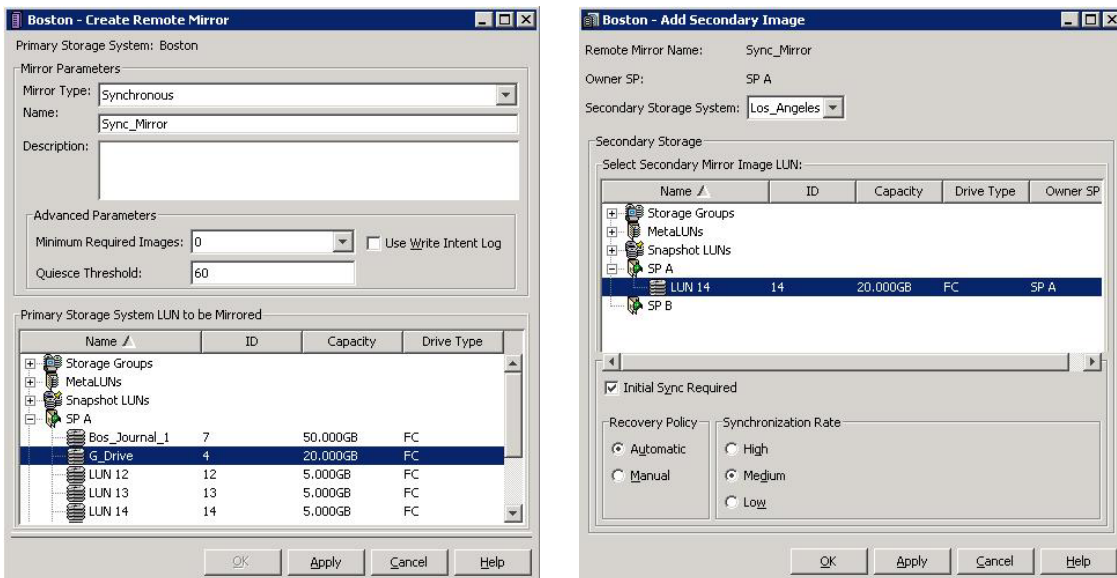 Boston - Create Remote Mirror
Primary Storage System: Boston
Mirror Parameters
Mirror Type: Synchronous
Name: Sync_Mirror
Description:
Advanced Parameters
Minimum Required Images: 0 Use Write Intent Log
Quiesce Threshold: 60
Primary Storage System LUN to be Mirrored
Name ID Capacity Drive Type
Storage Groups
MetaLUNs
Snapshot LUNs
SP A
Bos_Journal_1 7 50.000GB FC
G_Drive 4 20.000GB FC
LUN 12 12 5.000GB FC
LUN 13 13 5.000GB FC
LUN 14 14 5.000GB FC
OK Apply Cancel Help
Boston - Add Secondary Image
Remote Mirror Name: Sync_Mirror
Owner SP: SP A
Secondary Storage System: Los_Angeles
Secondary Storage
Select Secondary Mirror Image LUN:
Name ID Capacity Drive Type Owner SP
Storage Groups
MetaLUNs
Snapshot LUNs
SP A
LUN 14 14 20.000GB FC SP A
SP B
Initial Sync Required
Recovery Policy
Automatic
Manual
Synchronization Rate
High
Medium
Low
OK Apply Cancel Help